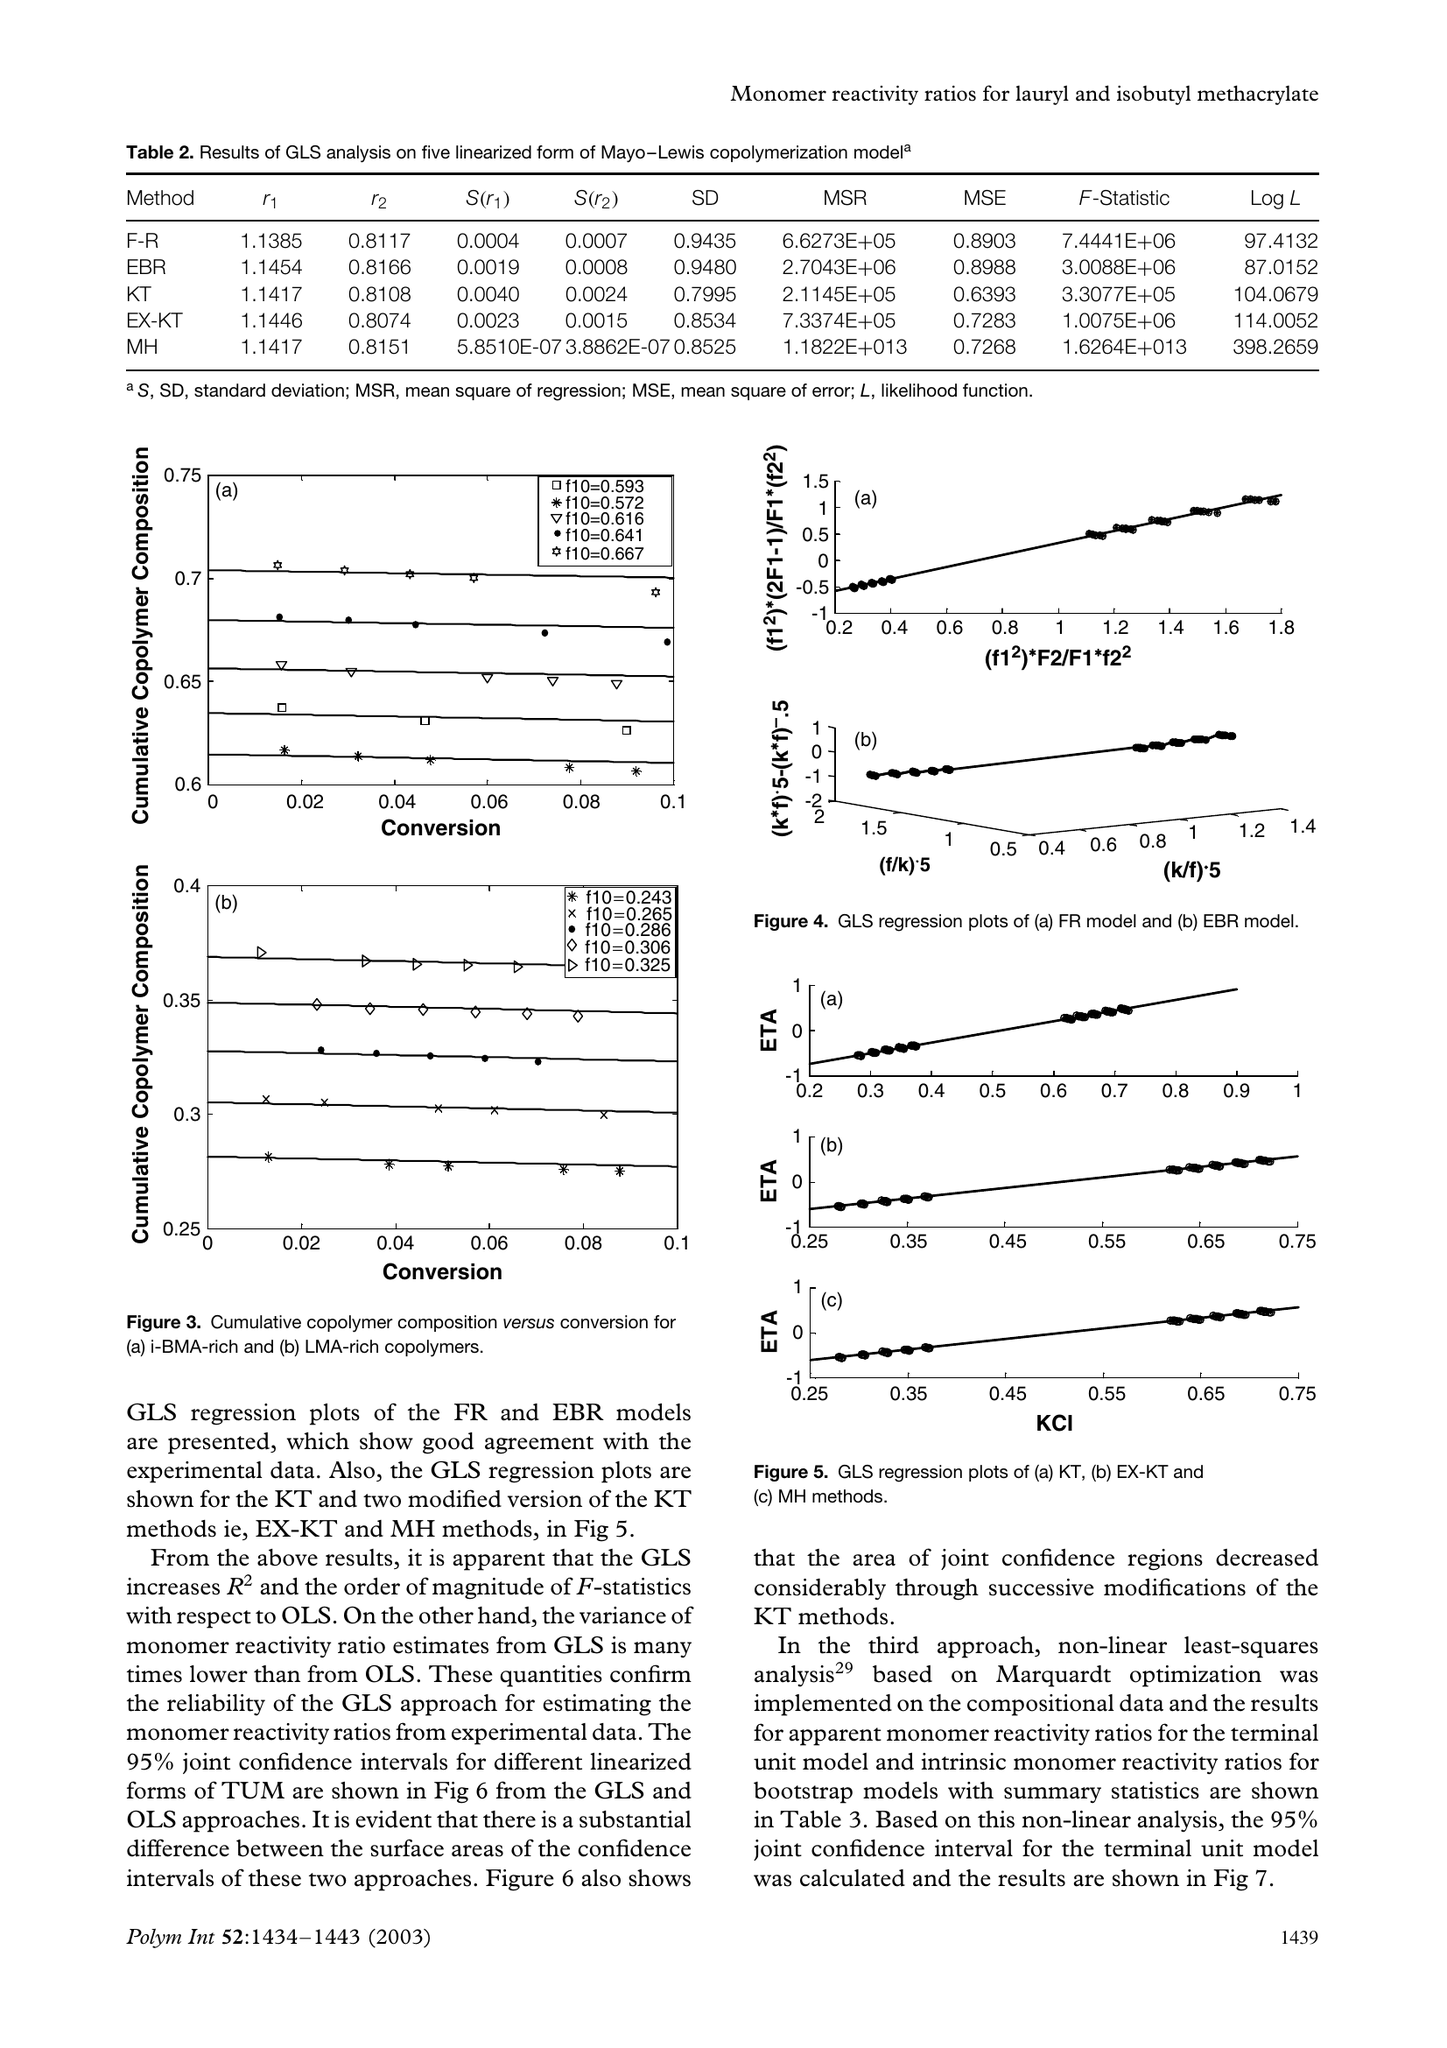 Monomer reactivity ratios for lauryl and isobutyl methacrylate
Table 2. Results of GLS analysis on five linearized form of Mayo–Lewis copolymerization modelᵃ
Method r₁ r₂ S(r₁) S(r₂) SD MSR MSE F-Statistic Log L
F-R 1.1385 0.8117 0.0004 0.0007 0.9435 6.6273E+05 0.8903 7.4441E+06 97.4132
EBR 1.1454 0.8166 0.0019 0.0008 0.9480 2.7043E+06 0.8988 3.0088E+06 87.0152
KT 1.1417 0.8108 0.0040 0.0024 0.7995 2.1145E+05 0.6393 3.3077E+05 104.0679
EX-KT 1.1446 0.8074 0.0023 0.0015 0.8534 7.3374E+05 0.7283 1.0075E+06 114.0052
MH 1.1417 0.8151 5.8510E-07 3.8862E-07 0.8525 1.1822E+013 0.7268 1.6264E+013 398.2659
ᵃ S, SD, standard deviation; MSR, mean square of regression; MSE, mean square of error; L, likelihood function.
Cumulative Copolymer Composition
0.75
0.7
0.65
0.6
(a)
f10=0.593
f10=0.572
f10=0.616
f10=0.641
f10=0.667
0 0.02 0.04 0.06 0.08 0.1
Conversion
Cumulative Copolymer Composition
0.4
0.35
0.3
0.25
(b)
f10=0.243
f10=0.265
f10=0.286
f10=0.306
f10=0.325
0 0.02 0.04 0.06 0.08 0.1
Conversion
Figure 3. Cumulative copolymer composition versus conversion for
(a) i-BMA-rich and (b) LMA-rich copolymers.
GLS regression plots of the FR and EBR models
are presented, which show good agreement with the
experimental data. Also, the GLS regression plots are
shown for the KT and two modified version of the KT
methods ie, EX-KT and MH methods, in Fig 5.
From the above results, it is apparent that the GLS
increases R² and the order of magnitude of F-statistics
with respect to OLS. On the other hand, the variance of
monomer reactivity ratio estimates from GLS is many
times lower than from OLS. These quantities confirm
the reliability of the GLS approach for estimating the
monomer reactivity ratios from experimental data. The
95% joint confidence intervals for different linearized
forms of TUM are shown in Fig 6 from the GLS and
OLS approaches. It is evident that there is a substantial
difference between the surface areas of the confidence
intervals of these two approaches. Figure 6 also shows
(f1²)*(2F1-1)/F1*(f2²)
1.5
1
0.5
0
-0.5
-1
(a)
0.2 0.4 0.6 0.8 1 1.2 1.4 1.6 1.8
(f1²)*F2/F1*f2²
(k*f)·5-(k*f)⁻.5
1
0
-1
-2
(b)
2 1.5 1 0.5
0.4 0.6 0.8 1 1.2 1.4
(f/k)·5
(k/f)·5
Figure 4. GLS regression plots of (a) FR model and (b) EBR model.
ETA
1
0
-1
(a)
0.2 0.3 0.4 0.5 0.6 0.7 0.8 0.9 1
ETA
1
0
-1
(b)
0.25 0.35 0.45 0.55 0.65 0.75
ETA
1
0
-1
(c)
0.25 0.35 0.45 0.55 0.65 0.75
KCI
Figure 5. GLS regression plots of (a) KT, (b) EX-KT and
(c) MH methods.
that the area of joint confidence regions decreased
considerably through successive modifications of the
KT methods.
In the third approach, non-linear least-squares
analysis²⁹ based on Marquardt optimization was
implemented on the compositional data and the results
for apparent monomer reactivity ratios for the terminal
unit model and intrinsic monomer reactivity ratios for
bootstrap models with summary statistics are shown
in Table 3. Based on this non-linear analysis, the 95%
joint confidence interval for the terminal unit model
was calculated and the results are shown in Fig 7.
Polym Int 52:1434–1443 (2003)
1439